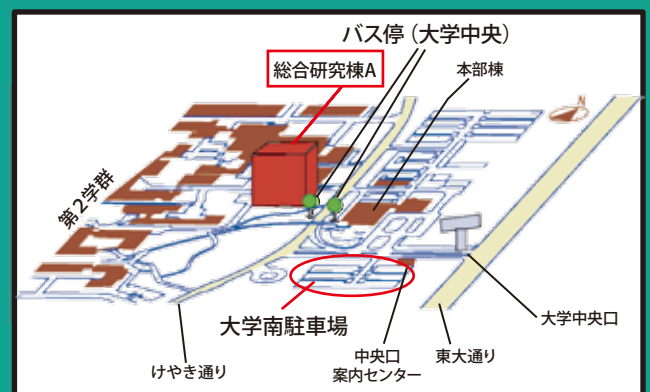 バス停（大学中央）
総合研究棟A
本部棟
N
第2学群
大学南駐車場
大学中央口
中央口
案内センター
東大通り
けやき通り